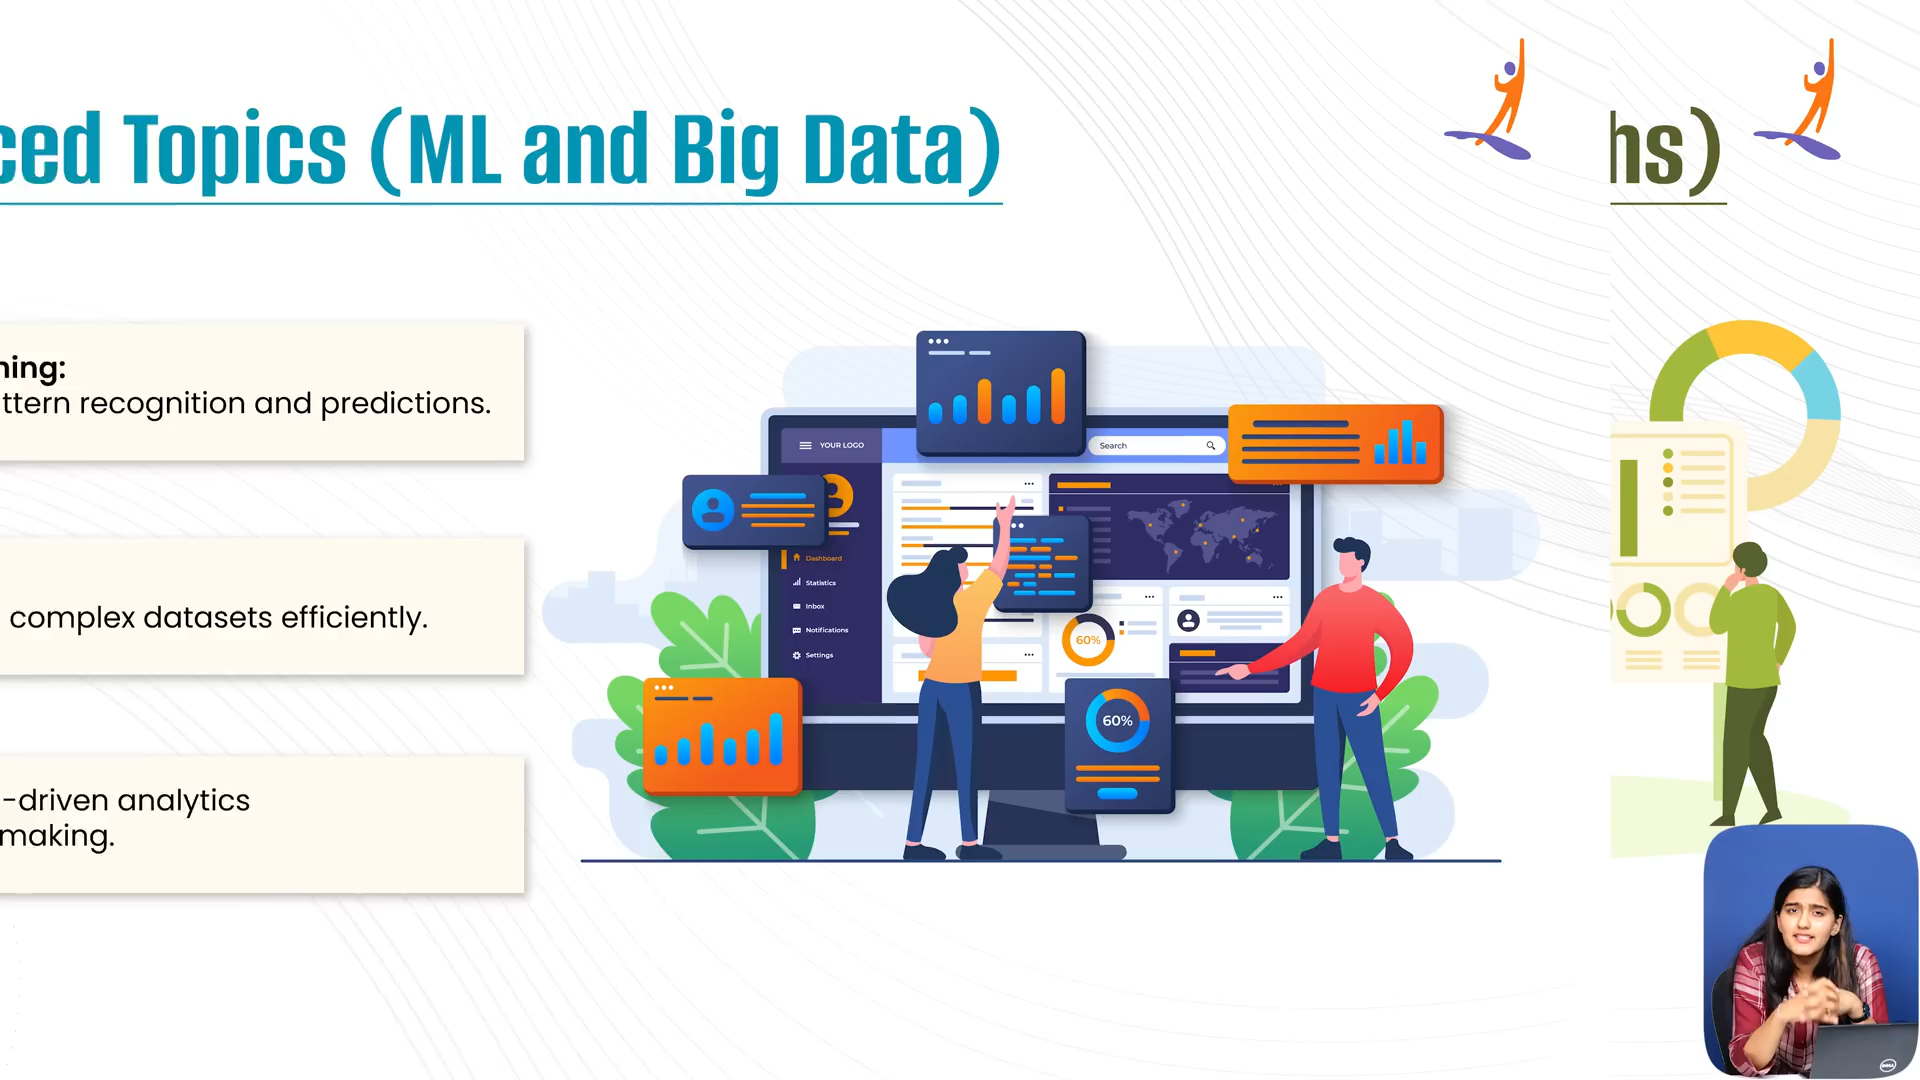 ced Topics (ML and Big Data)
hs)
ning:
ttern recognition and predictions.
complex datasets efficiently.
-driven analytics
making.
YOUR LOGO
Search
Dashboard
Statistics
Inbox
Notifications
Settings
60%
60%
DELL